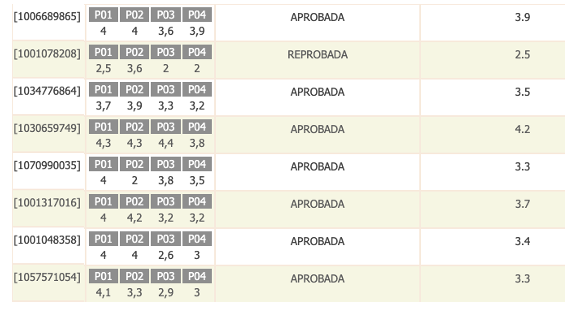 [1006689865] P01 P02 P03 P04 APROBADA 3.9
4 4 3,6 3,9
[1001078208] P01 P02 P03 P04 REPROBADA 2.5
2,5 3,6 2 2
[1034776864] P01 P02 P03 P04 APROBADA 3.5
3,7 3,9 3,3 3,2
[1030659749] P01 P02 P03 P04 APROBADA 4.2
4,3 4,3 4,4 3,8
[1070990035] P01 P02 P03 P04 APROBADA 3.3
4 2 3,8 3,5
[1001317016] P01 P02 P03 P04 APROBADA 3.7
4 4,2 3,2 3,2
[1001048358] P01 P02 P03 P04 APROBADA 3.4
4 4 2,6 3
[1057571054] P01 P02 P03 P04 APROBADA 3.3
4,1 3,3 2,9 3